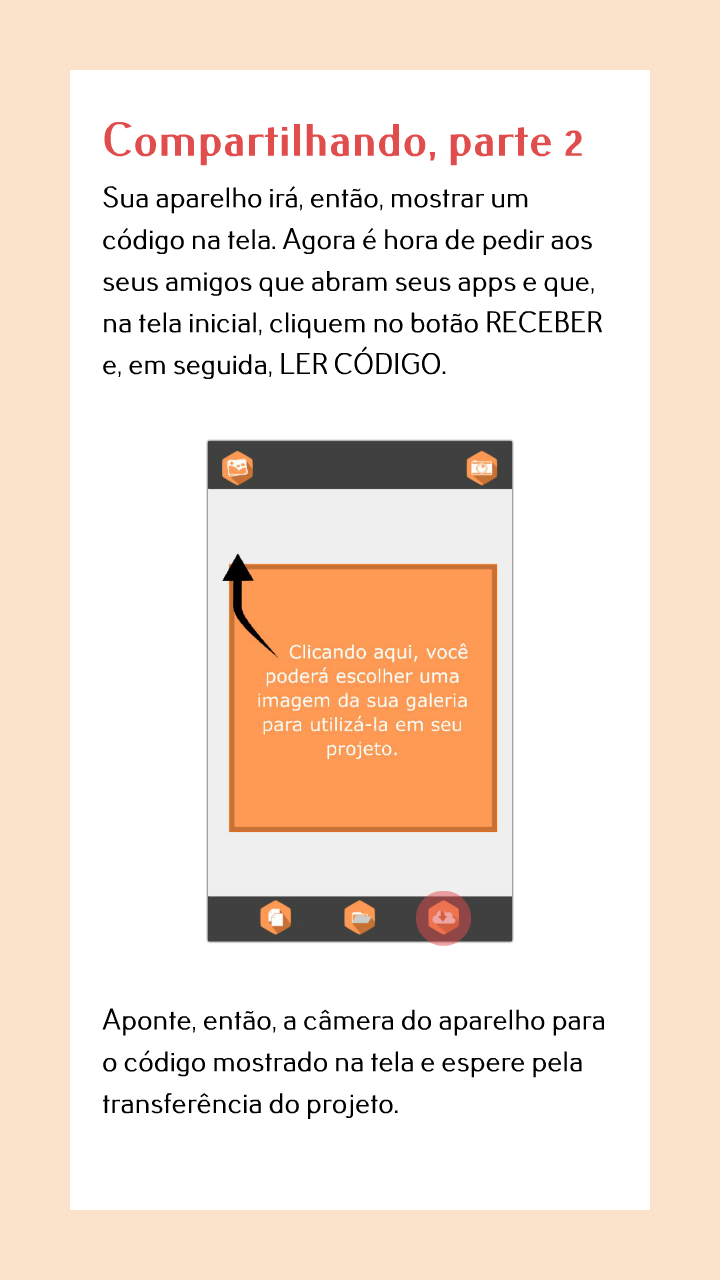 Compartilhando, parte 2
Sua aparelho irá, então, mostrar um
código na tela. Agora é hora de pedir aos
seus amigos que abram seus apps e que,
na tela inicial, cliquem no botão RECEBER
e, em seguida, LER CÓDIGO.
Clicando aqui, você
poderá escolher uma
imagem da sua galeria
para utilizá-la em seu
projeto.
Aponte, então, a câmera do aparelho para
o código mostrado na tela e espere pela
transferência do projeto.